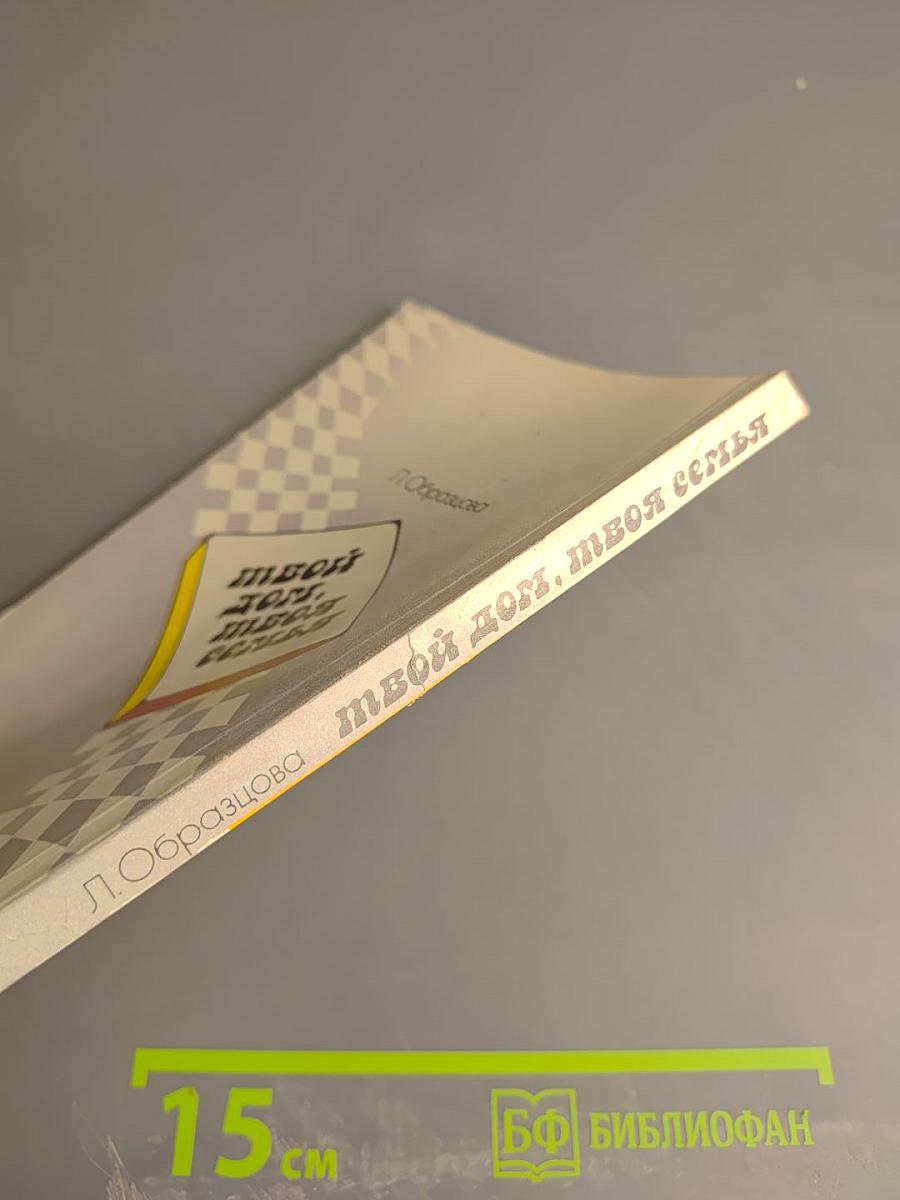 Л. Образцова
твой
дом,
твоя
семья
Л. Образцова твой дом, твоя семья
15 см
БФ БИБЛИОФАН